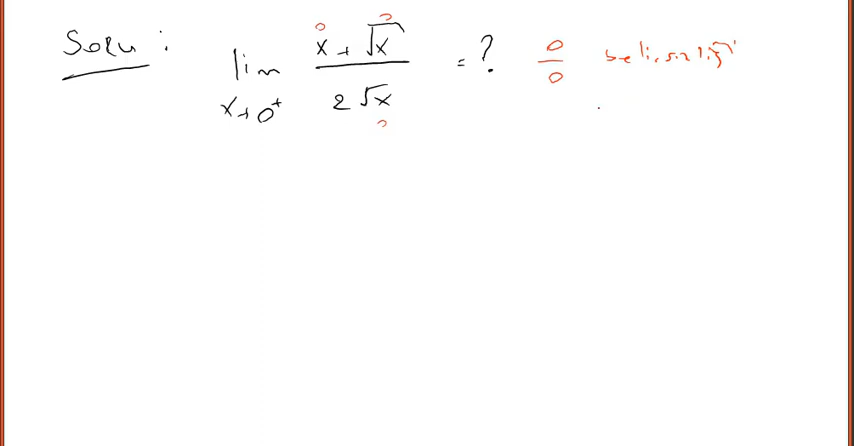 Soru : lim x→0⁺ (x + √x) / (2√x) = ? 0/0 belirsizliği